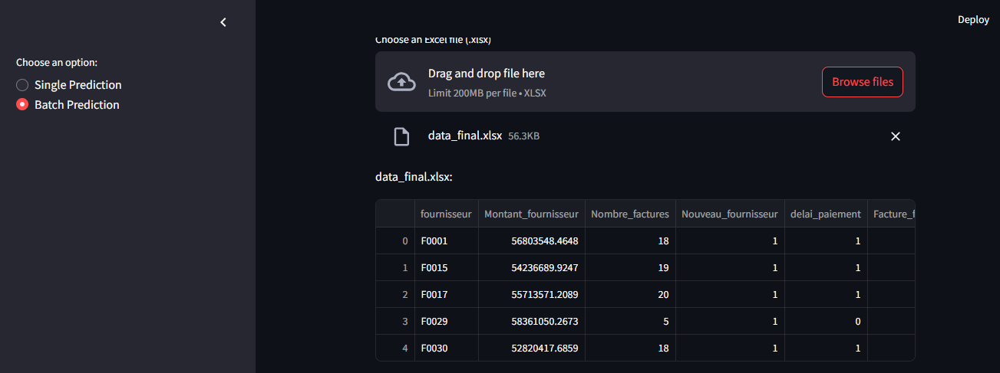 Deploy
Choose an option:
Single Prediction
Batch Prediction
Choose an Excel file (.xlsx)
Drag and drop file here
Limit 200MB per file • XLSX
Browse files
data_final.xlsx 56.3KB
data_final.xlsx:
fournisseur Montant_fournisseur Nombre_factures Nouveau_fournisseur delai_paiement Facture_f
0 F0001 56803548.4648 18 1 1
1 F0015 54236689.9247 19 1 1
2 F0017 55713571.2089 20 1 1
3 F0029 58361050.2673 5 1 0
4 F0030 52820417.6859 18 1 1